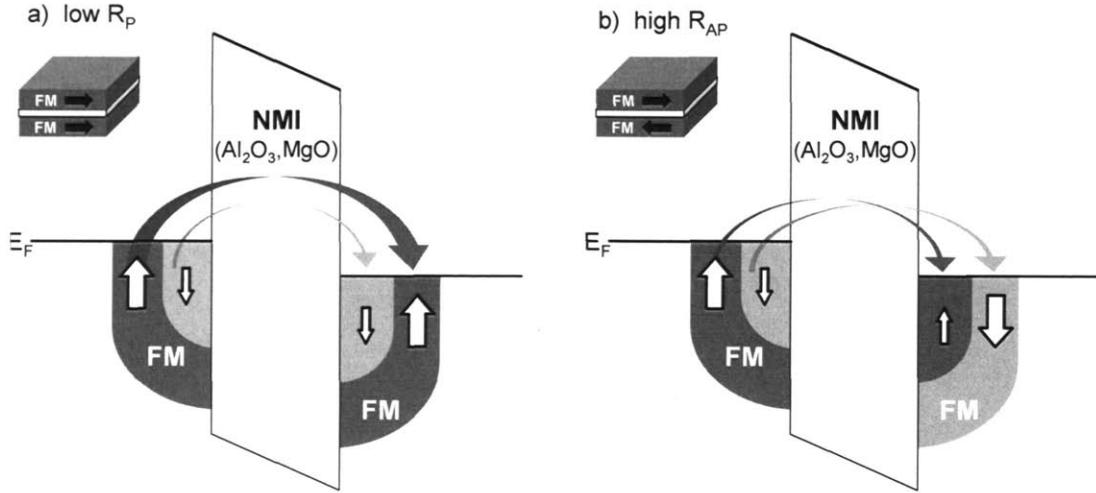 a) low R_P
FM
FM
NMI
(Al₂O₃,MgO)
E_F
FM
FM
b) high R_AP
FM
FM
NMI
(Al₂O₃,MgO)
E_F
FM
FM